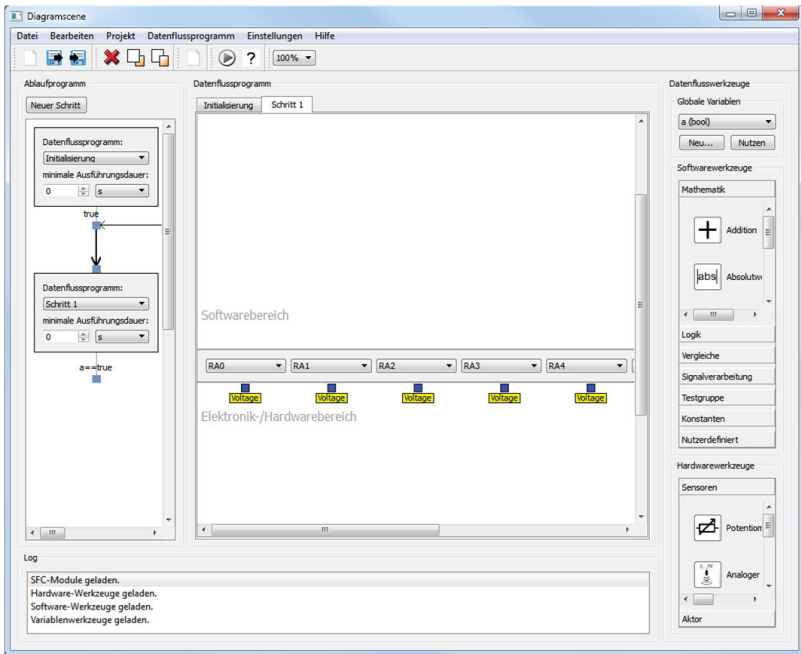 Diagramscene
Datei Bearbeiten Projekt Datenflussprogramm Einstellungen Hilfe
? 100%
Ablaufprogramm
Neuer Schritt
Datenflussprogramm:
Initialisierung
minimale Ausführungsdauer:
0 s
true
Datenflussprogramm:
Schritt 1
minimale Ausführungsdauer:
0 s
a==true
Datenflussprogramm
Initialisierung Schritt 1
Softwarebereich
RA0 RA1 RA2 RA3 RA4
Voltage Voltage Voltage Voltage Voltage
Elektronik-/Hardwarebereich
Datenflusswerkzeuge
Globale Variablen
a (bool)
Neu... Nutzen
Softwarewerkzeuge
Mathematik
Addition
|abs| Absolutw
Logik
Vergleiche
Signalverarbeitung
Testgruppe
Konstanten
Nutzerdefiniert
Hardwarewerkzeuge
Sensoren
Potention
Analoger
Aktor
Log
SFC-Module geladen.
Hardware-Werkzeuge geladen.
Software-Werkzeuge geladen.
Variablenwerkzeuge geladen.